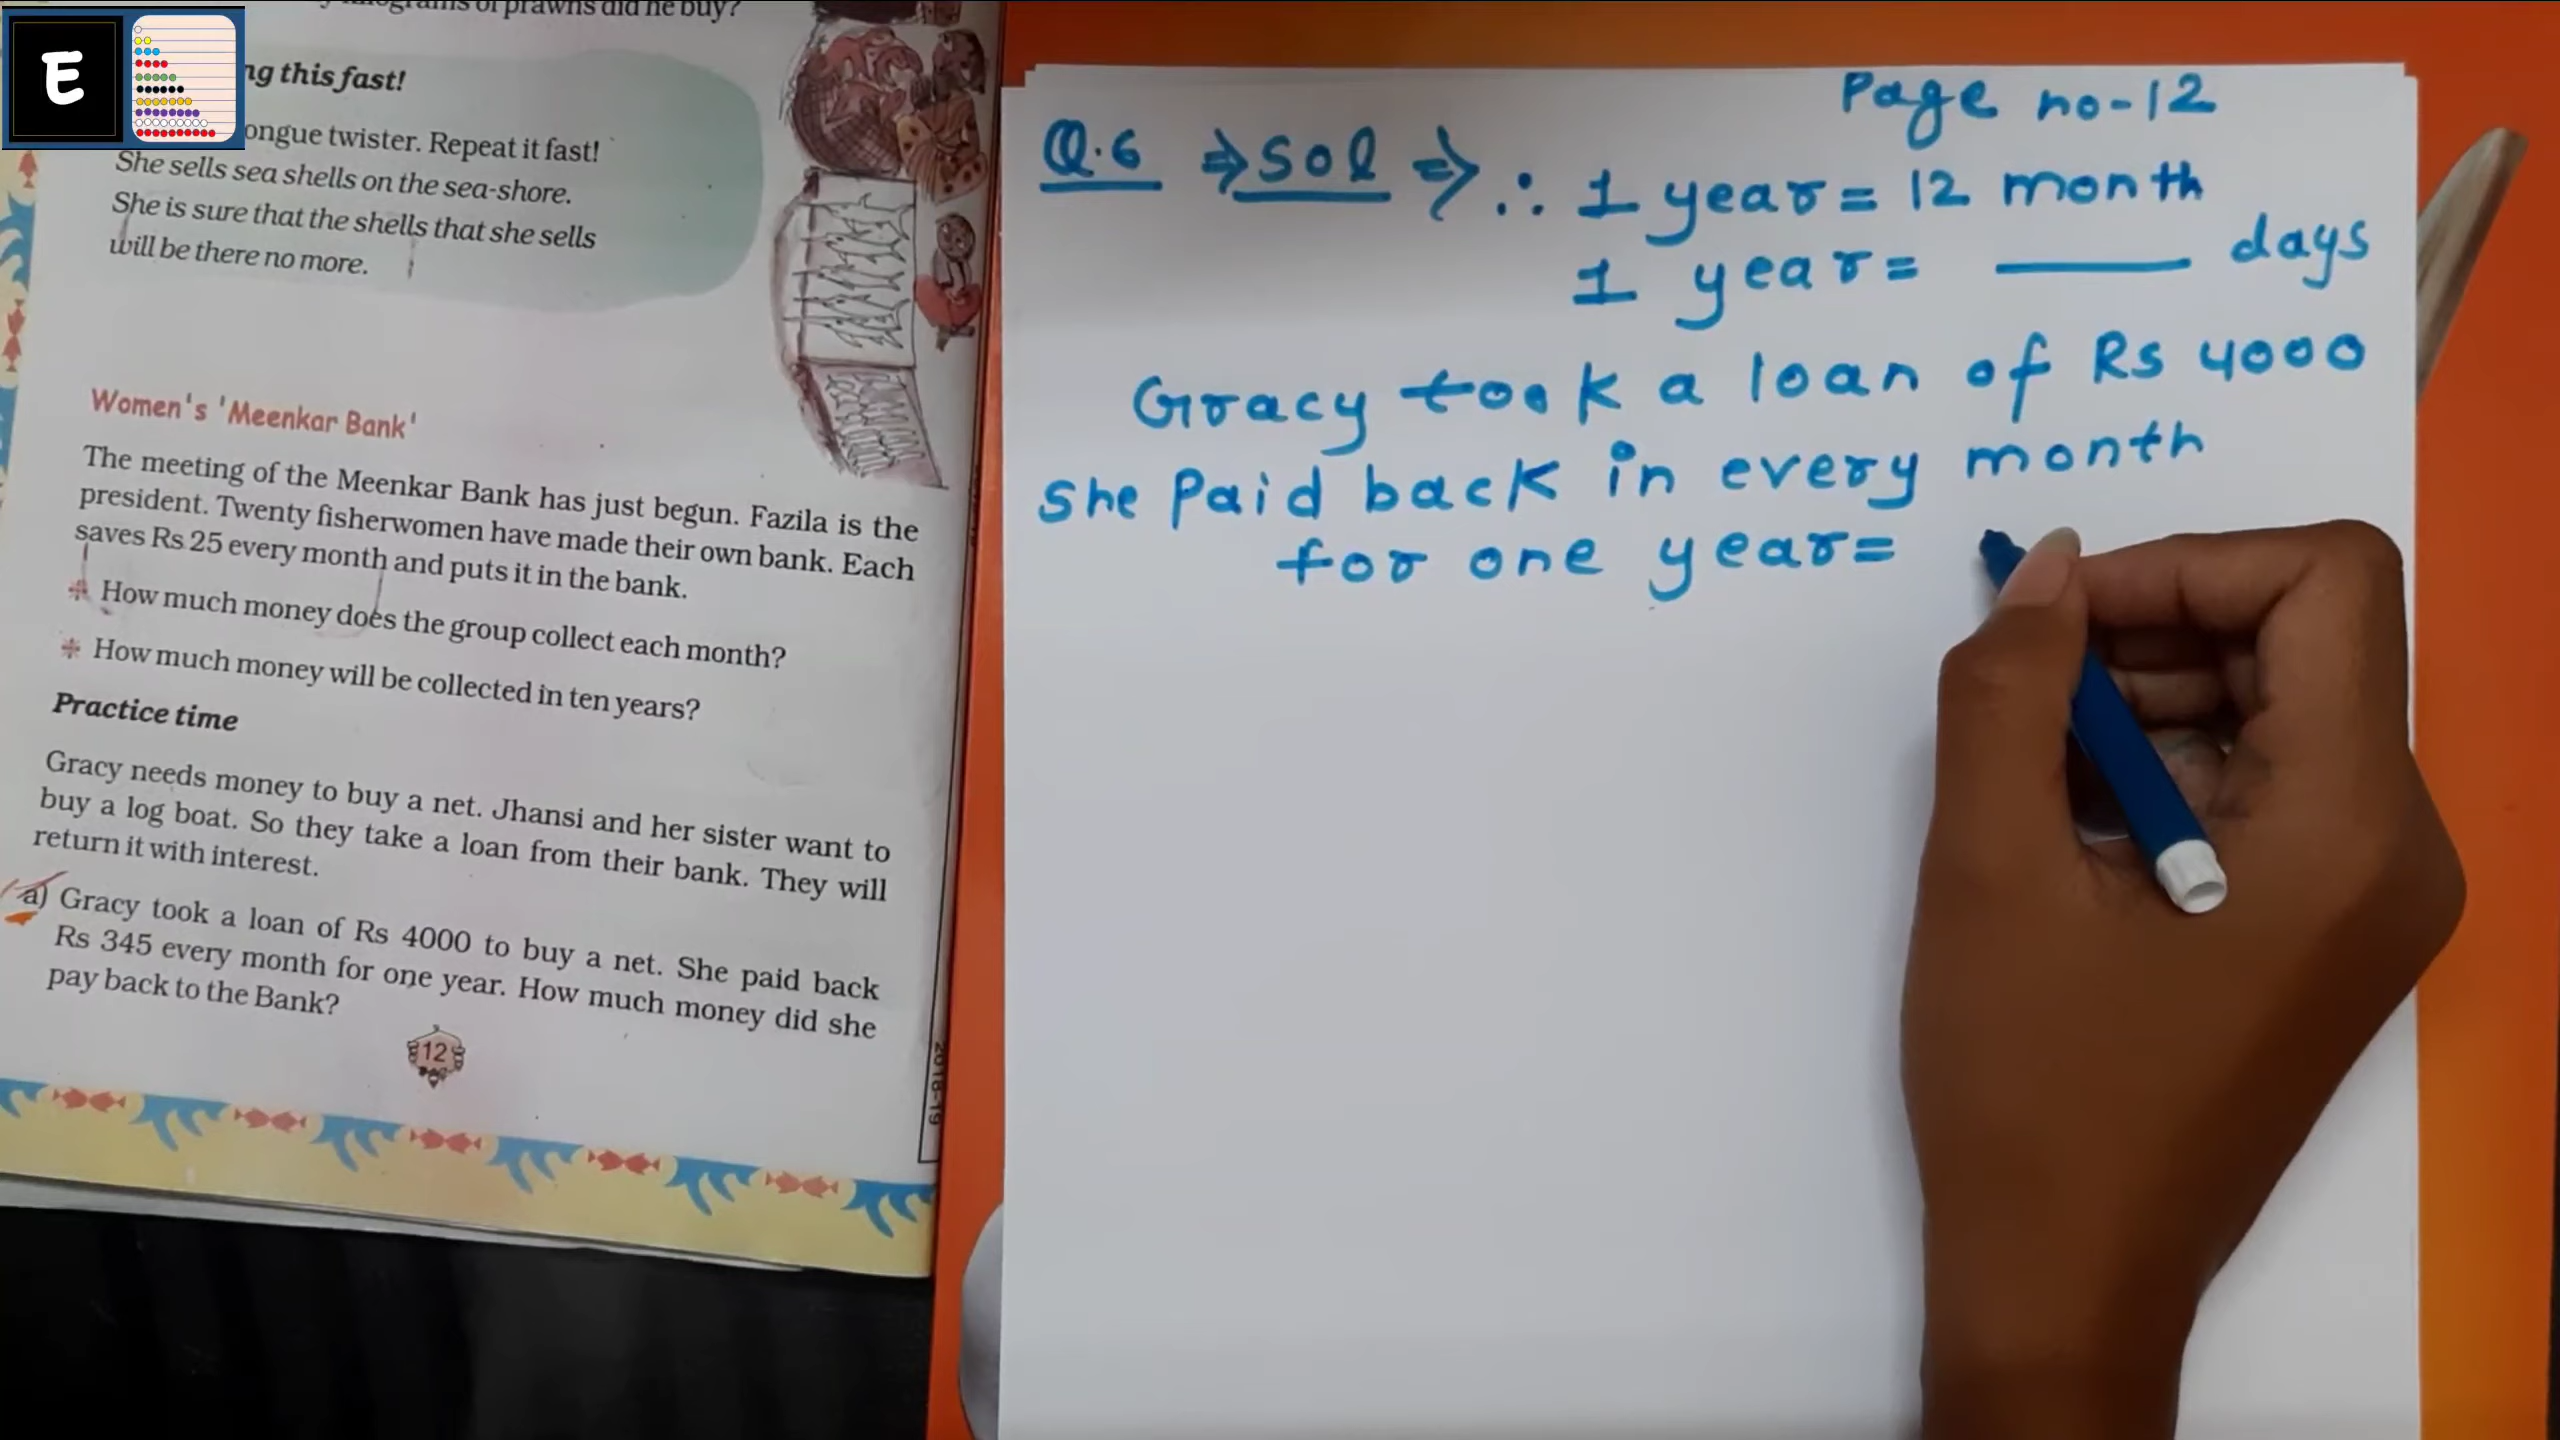 grams of prawns did he buy?
E
ng this fast!
ongue twister. Repeat it fast!
She sells sea shells on the sea-shore.
She is sure that the shells that she sells
will be there no more.
Women's 'Meenkar Bank'
The meeting of the Meenkar Bank has just begun. Fazila is the
president. Twenty fisherwomen have made their own bank. Each
saves Rs 25 every month and puts it in the bank.
How much money does the group collect each month?
How much money will be collected in ten years?
Practice time
Gracy needs money to buy a net. Jhansi and her sister want to
buy a log boat. So they take a loan from their bank. They will
return it with interest.
a) Gracy took a loan of Rs 4000 to buy a net. She paid back
Rs 345 every month for one year. How much money did she
pay back to the Bank?
12
2018-19
Page no-12
Q.6 ⇒ Sol ⇒ ∴ 1 year = 12 month
1 year = ____ days
Gracy took a loan of Rs 4000
She Paid back in every month
for one year=